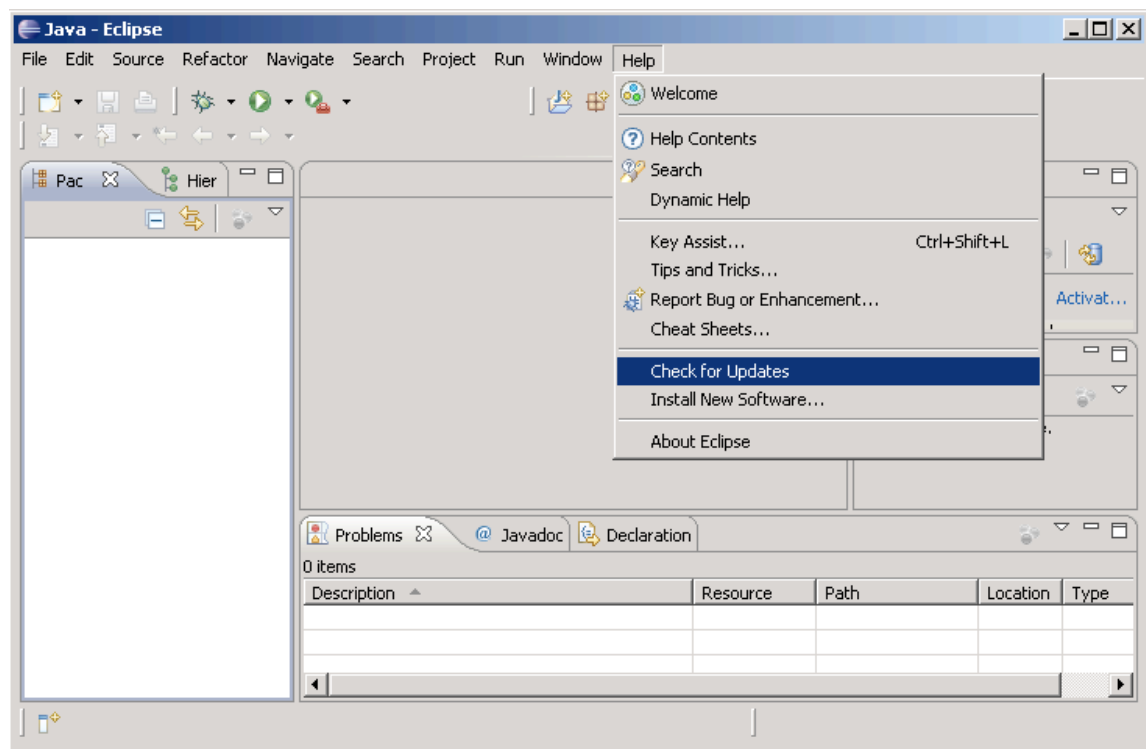 Java - Eclipse
File Edit Source Refactor Navigate Search Project Run Window Help
Welcome
Help Contents
Search
Dynamic Help
Key Assist... Ctrl+Shift+L
Tips and Tricks...
Report Bug or Enhancement...
Cheat Sheets...
Check for Updates
Install New Software...
About Eclipse
Pac Hier
Activat...
Problems @ Javadoc Declaration
0 items
Description Resource Path Location Type